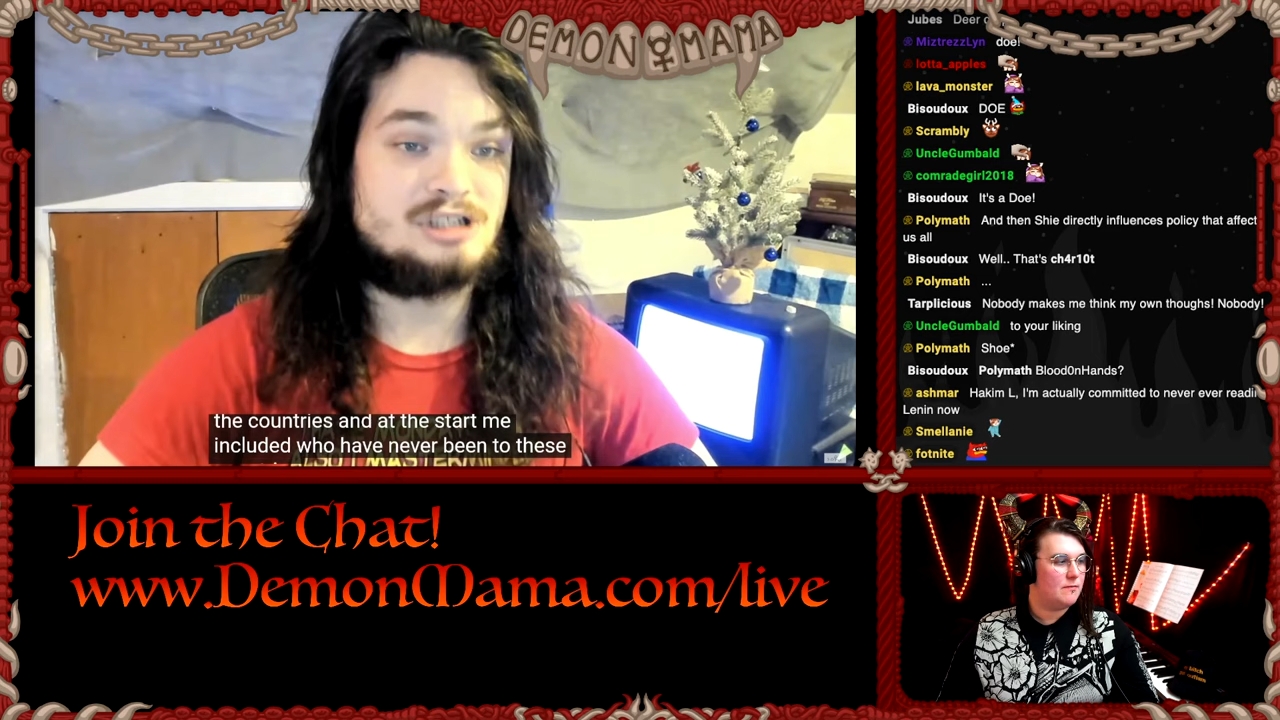 DEMON MAMA
the countries and at the start me
included who have never been to these
Jubes Deer
MiztrezzLyn doe!
lotta_apples
lava_monster
Bisoudoux DOE
Scrambly
UncleGumbald
comradegirl2018
Bisoudoux It's a Doe!
Polymath And then Shie directly influences policy that affect
us all
Bisoudoux Well.. That's ch4r10t
Polymath ...
Tarplicious Nobody makes me think my own thoughs! Nobody!
UncleGumbald to your liking
Polymath Shoe*
Bisoudoux Polymath Blood0nHands?
ashmar Hakim L, I'm actually committed to never ever readi
Lenin now
Smellanie
fotnite
Join the Chat!
www.DemonMama.com/live